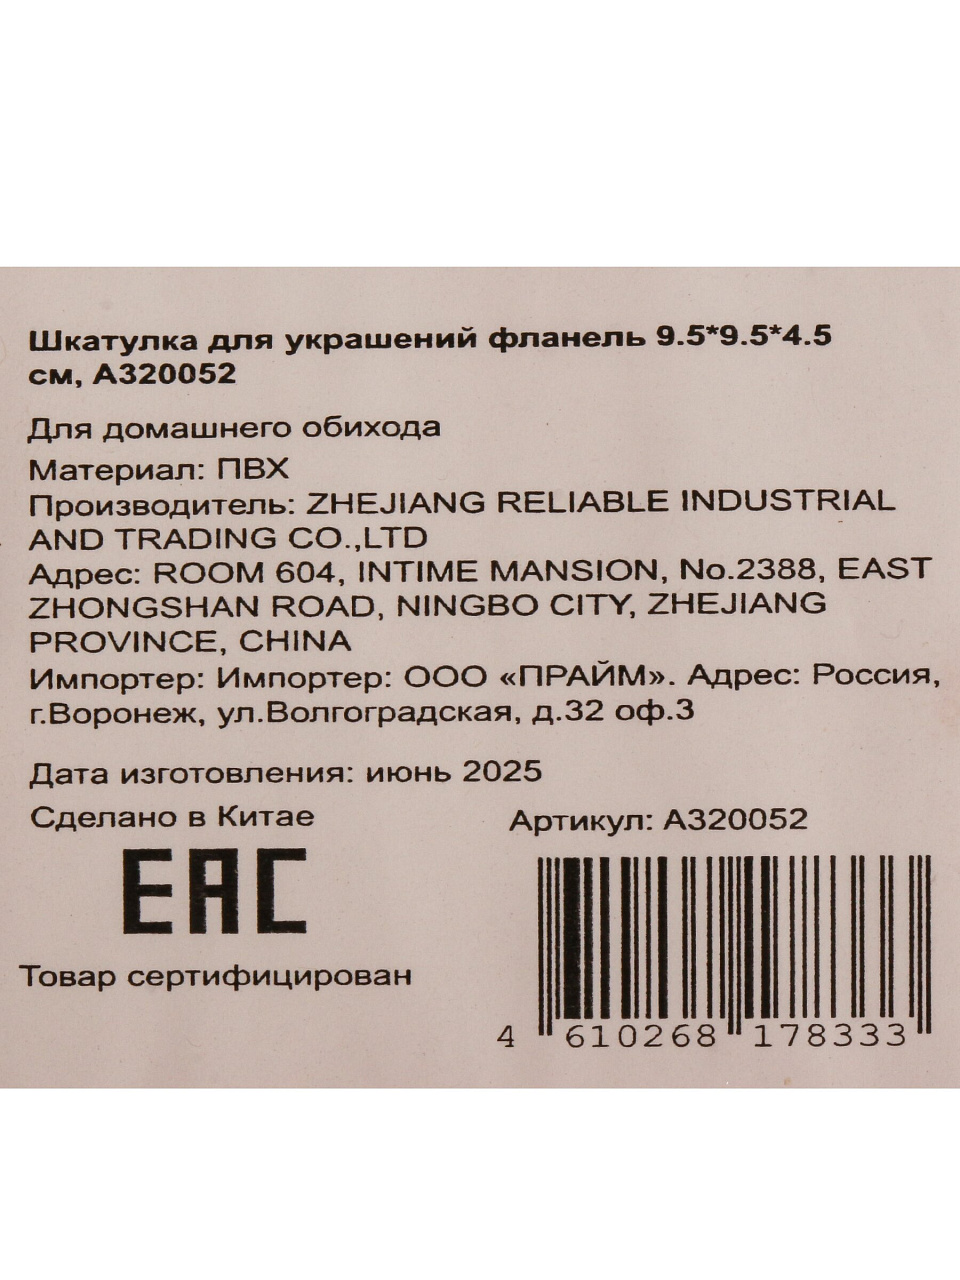 Шкатулка для украшений фланель 9.5*9.5*4.5
см, А320052
Для домашнего обихода
Материал: ПВХ
Производитель: ZHEJIANG RELIABLE INDUSTRIAL
AND TRADING CO.,LTD
Адрес: ROOM 604, INTIME MANSION, No.2388, EAST
ZHONGSHAN ROAD, NINGBO CITY, ZHEJIANG
PROVINCE, CHINA
Импортер: Импортер: ООО «ПРАЙМ». Адрес: Россия,
г.Воронеж, ул.Волгоградская, д.32 оф.3
Дата изготовления: июнь 2025
Сделано в Китае
Артикул: А320052
EAC
Товар сертифицирован
4 610268 178333